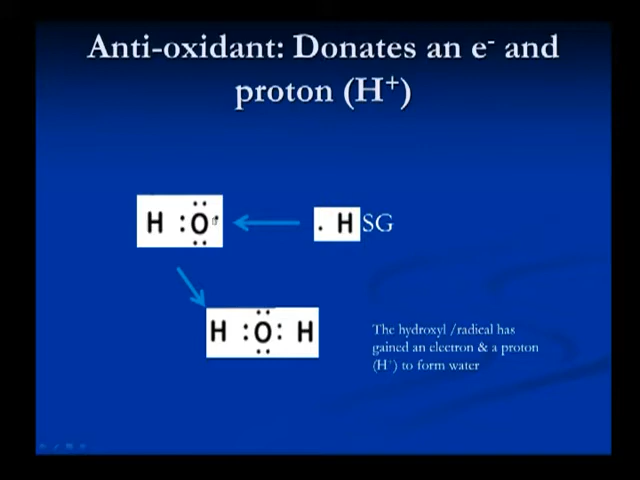 Anti-oxidant: Donates an e- and
proton (H+)
H :O
. H SG
H :O: H
The hydroxyl /radical has
gained an electron & a proton
(H+) to form water